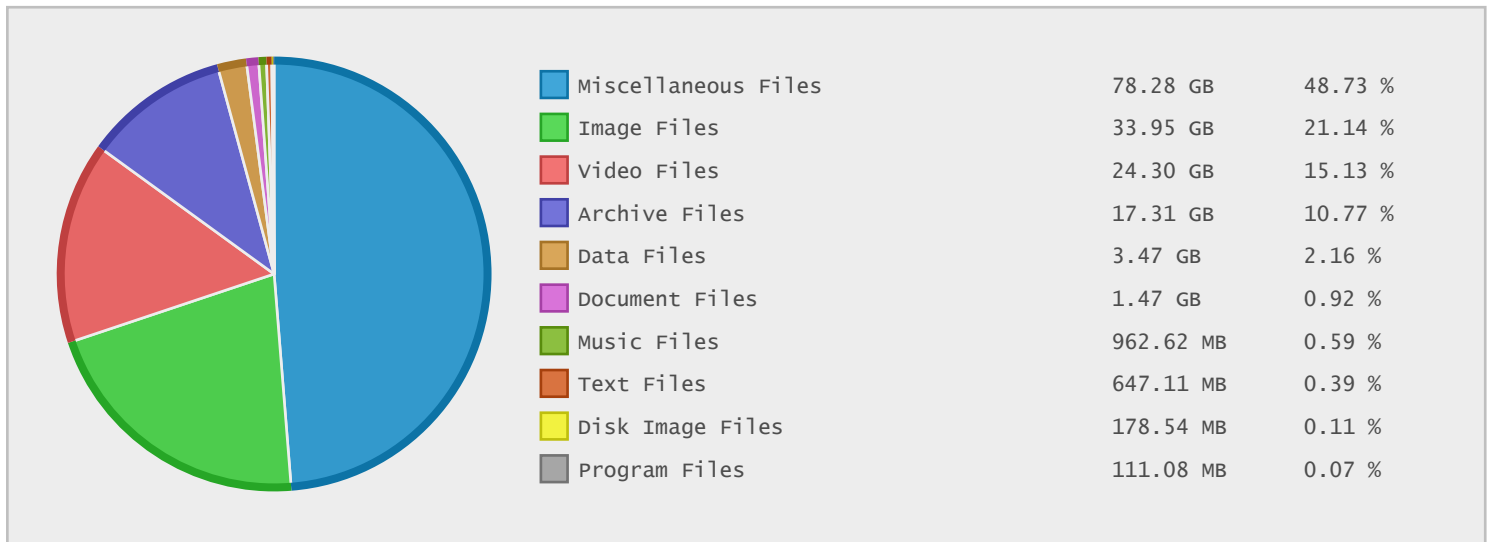 Miscellaneous Files 78.28 GB 48.73 %
Image Files 33.95 GB 21.14 %
Video Files 24.30 GB 15.13 %
Archive Files 17.31 GB 10.77 %
Data Files 3.47 GB 2.16 %
Document Files 1.47 GB 0.92 %
Music Files 962.62 MB 0.59 %
Text Files 647.11 MB 0.39 %
Disk Image Files 178.54 MB 0.11 %
Program Files 111.08 MB 0.07 %